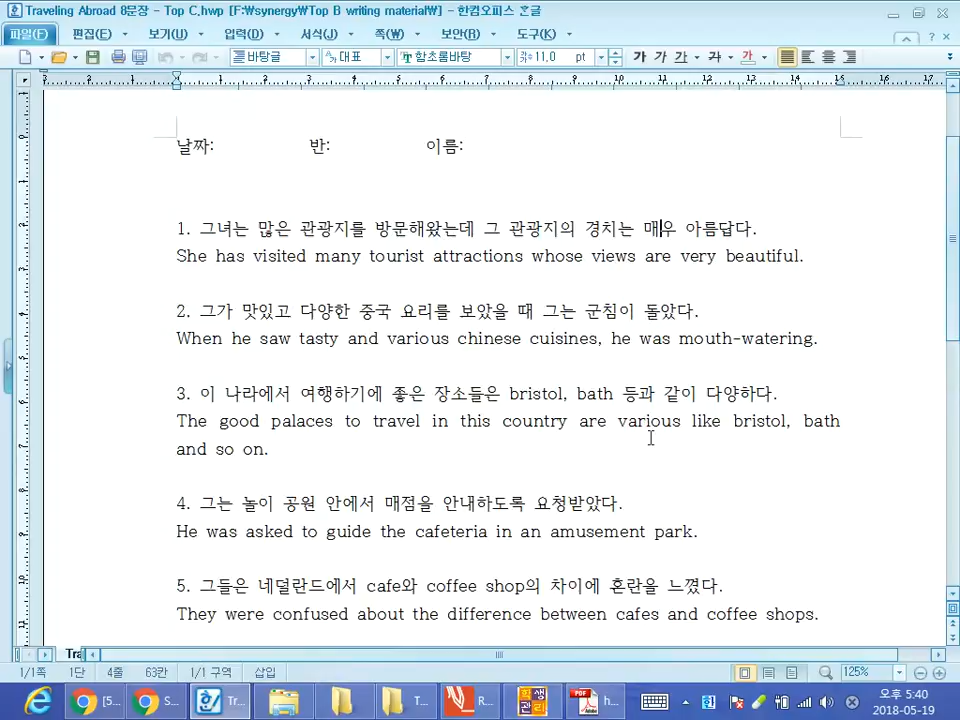 Traveling Abroad 8문장 - Top C.hwp [F:₩synergy₩Top B writing material₩] - 한컴오피스 한글
파일(F) 편집(E) 보기(U) 입력(D) 서식(J) 쪽(W) 보안(R) 도구(K)
바탕글 대표 함초롬바탕 11.0 pt 가 가 가 가 가
날짜: 반: 이름:
1. 그녀는 많은 관광지를 방문해왔는데 그 관광지의 경치는 매우 아름답다.
She has visited many tourist attractions whose views are very beautiful.
2. 그가 맛있고 다양한 중국 요리를 보았을 때 그는 군침이 돌았다.
When he saw tasty and various chinese cuisines, he was mouth-watering.
3. 이 나라에서 여행하기에 좋은 장소들은 bristol, bath 등과 같이 다양하다.
The good palaces to travel in this country are various like bristol, bath
and so on.
4. 그는 놀이 공원 안에서 매점을 안내하도록 요청받았다.
He was asked to guide the cafeteria in an amusement park.
5. 그들은 네덜란드에서 cafe와 coffee shop의 차이에 혼란을 느꼈다.
They were confused about the difference between cafes and coffee shops.
Tra
1/1쪽 1단 4줄 63칸 1/1 구역 삽입 125%
[5... S... Tr... T... R... 학생관리 PDF h...
오후 5:40
2018-05-19